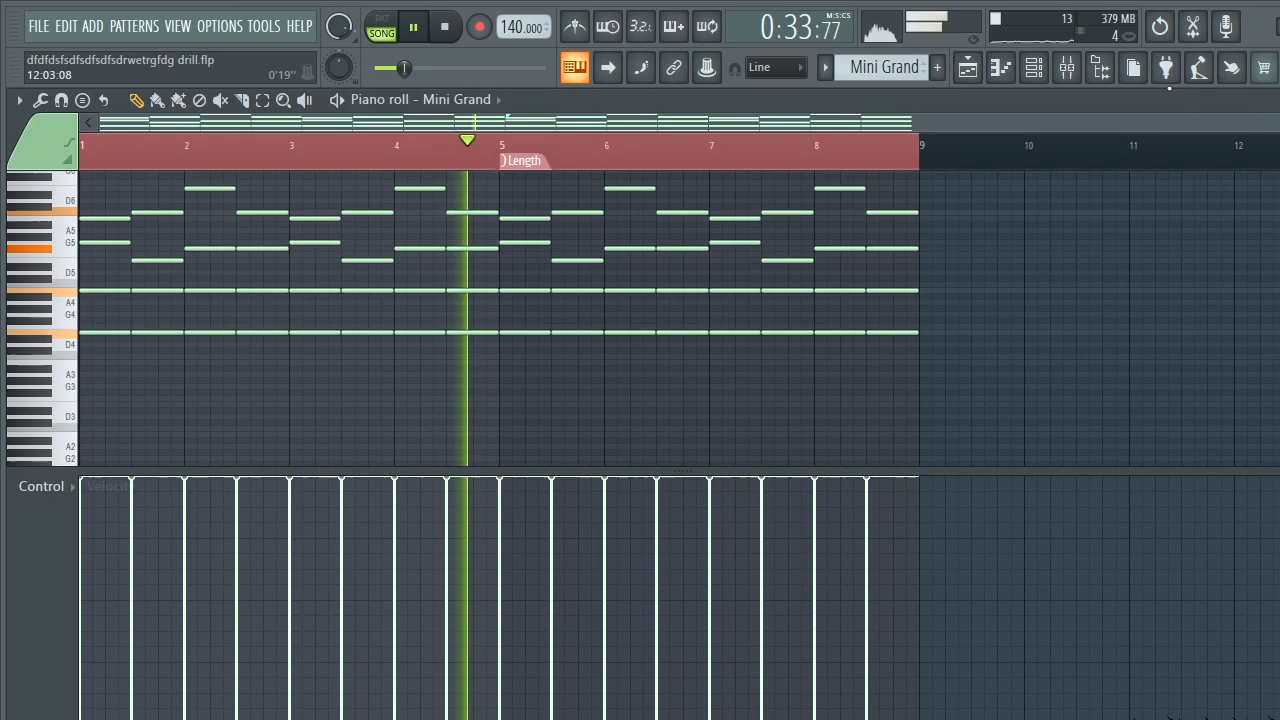 FILE EDIT ADD PATTERNS VIEW OPTIONS TOOLS HELP
PAT
SONG
140.000
3.2.ı
0:33:77
M:S:CS
13
379 MB
4
dfdfdsfsdfsdfsdfsdrwetrgfdg drill.flp
12:03:08
0'19"
Line
Mini Grand
Piano roll - Mini Grand
1 2 3 4 5 6 7 8 9 10 11 12
Length
D6
A5
G5
D5
A4
G4
D4
A3
G3
D3
A2
G2
Control
Velocity